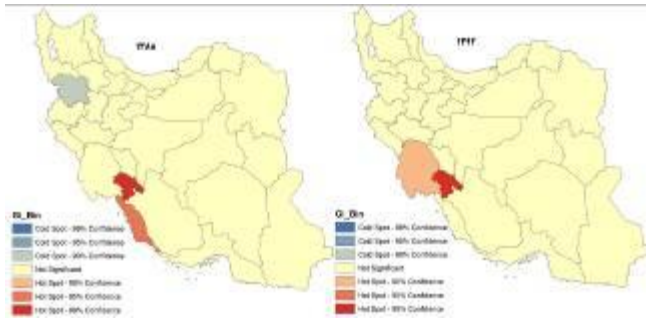 ۱۳۸۵
Gi_Bin
Cold Spot - 99% Confidence
Cold Spot - 95% Confidence
Cold Spot - 90% Confidence
Not Significant
Hot Spot - 90% Confidence
Hot Spot - 95% Confidence
Hot Spot - 99% Confidence
Gi_Bin
Cold Spot - 99% Confidence
Cold Spot - 95% Confidence
Cold Spot - 90% Confidence
Not Significant
Hot Spot - 90% Confidence
Hot Spot - 95% Confidence
Hot Spot - 99% Confidence